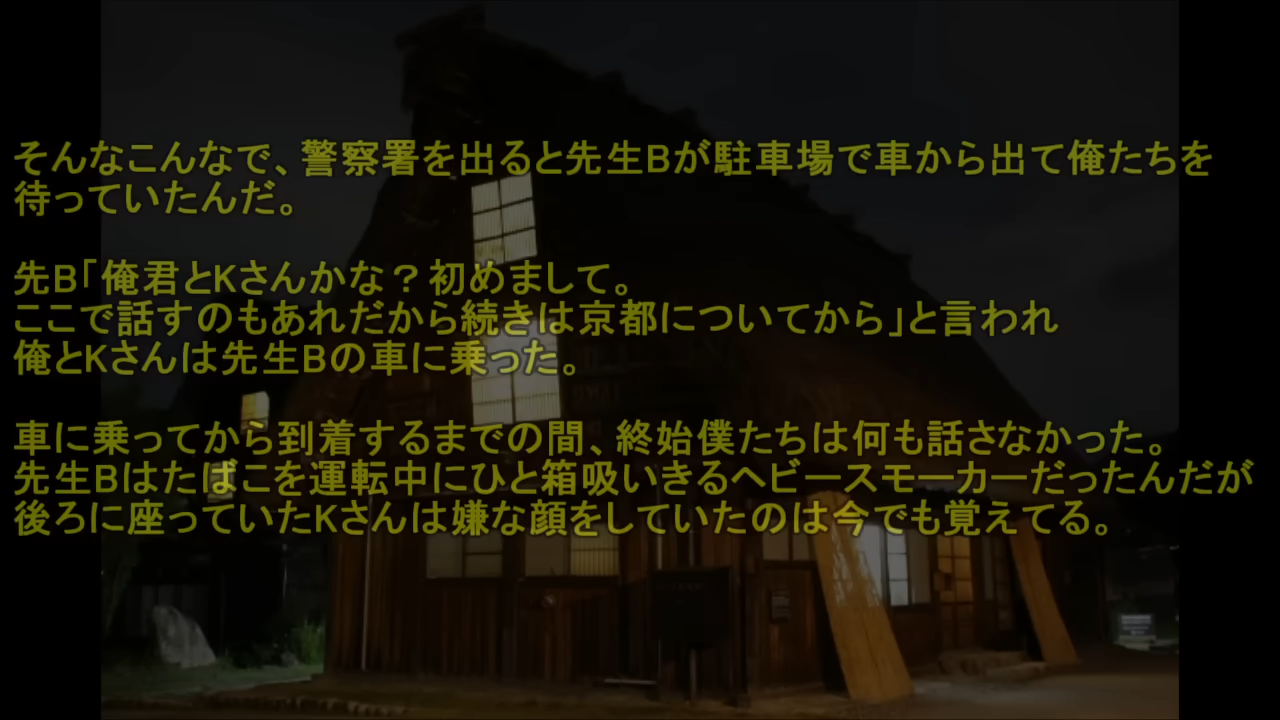 そんなこんなで、警察署を出ると先生Bが駐車場で車から出て俺たちを
待っていたんだ。
先B「俺君とKさんかな？初めまして。
ここで話すのもあれだから続きは京都についてから」と言われ
俺とKさんは先生Bの車に乗った。
車に乗ってから到着するまでの間、終始僕たちは何も話さなかった。
先生Bはたばこを運転中にひと箱吸いきるヘビースモーカーだったんだが
後ろに座っていたKさんは嫌な顔をしていたのは今でも覚えてる。